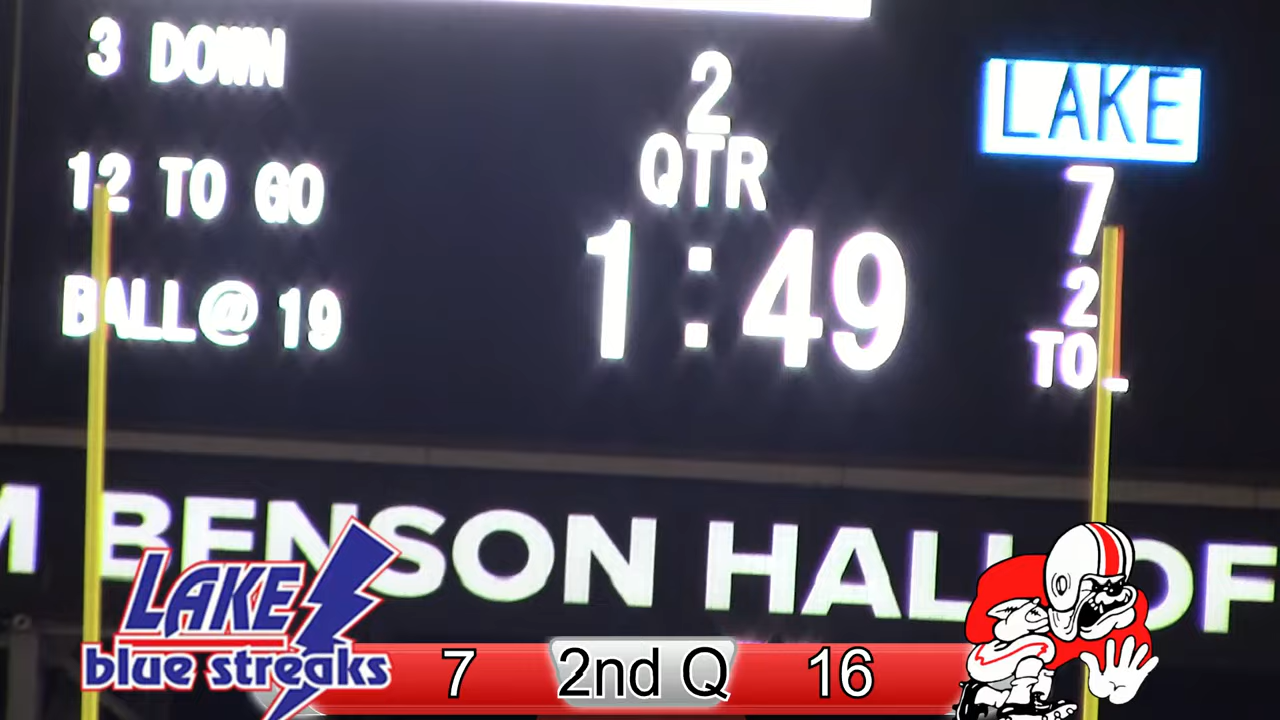 3 DOWN
12 TO GO
BALL@ 19
2
QTR
1:49
LAKE
7
2
TO
BENSON HALL OF
LAKE
blue streaks
7
2nd Q
16